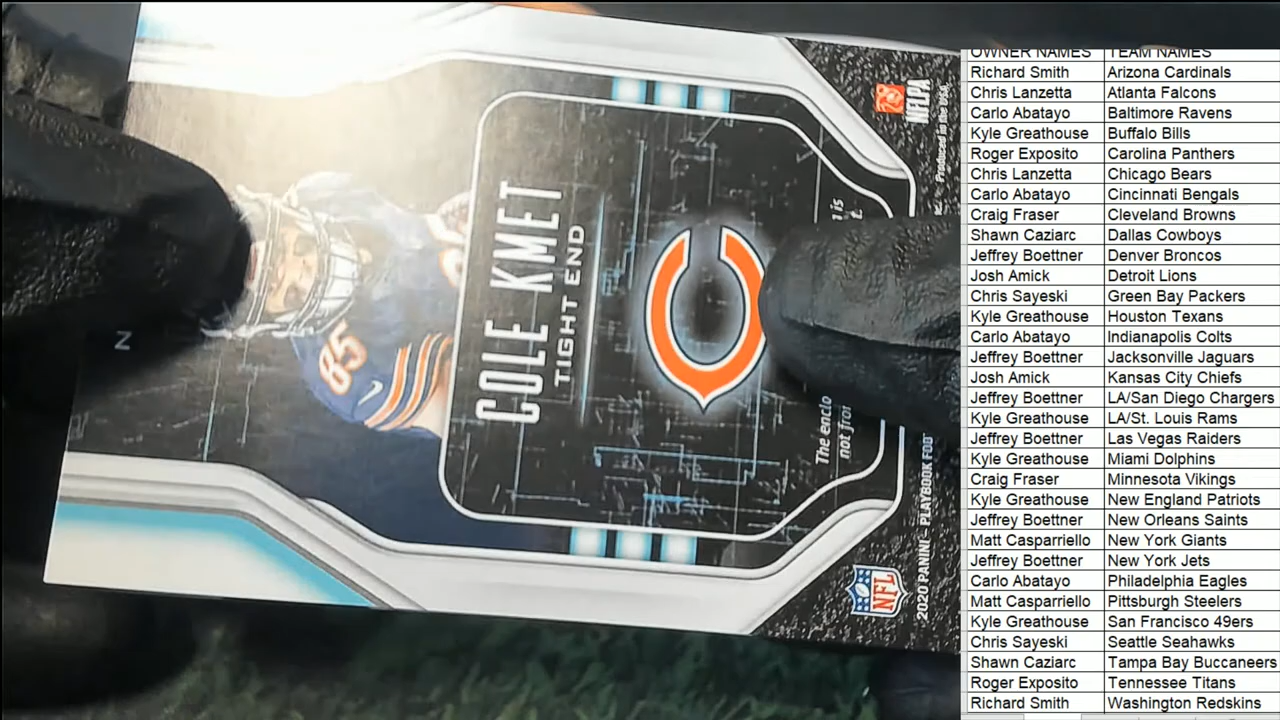 COLE KMET
TIGHT END
85
The enclo
not from
NFLPA
Produced in the USA.
NFL
2020 PANINI - PLAYBOOK FOOT
OWNER NAMES TEAM NAMES
Richard Smith Arizona Cardinals
Chris Lanzetta Atlanta Falcons
Carlo Abatayo Baltimore Ravens
Kyle Greathouse Buffalo Bills
Roger Exposito Carolina Panthers
Chris Lanzetta Chicago Bears
Carlo Abatayo Cincinnati Bengals
Craig Fraser Cleveland Browns
Shawn Caziarc Dallas Cowboys
Jeffrey Boettner Denver Broncos
Josh Amick Detroit Lions
Chris Sayeski Green Bay Packers
Kyle Greathouse Houston Texans
Carlo Abatayo Indianapolis Colts
Jeffrey Boettner Jacksonville Jaguars
Josh Amick Kansas City Chiefs
Jeffrey Boettner LA/San Diego Chargers
Kyle Greathouse LA/St. Louis Rams
Jeffrey Boettner Las Vegas Raiders
Kyle Greathouse Miami Dolphins
Craig Fraser Minnesota Vikings
Kyle Greathouse New England Patriots
Jeffrey Boettner New Orleans Saints
Matt Casparriello New York Giants
Jeffrey Boettner New York Jets
Carlo Abatayo Philadelphia Eagles
Matt Casparriello Pittsburgh Steelers
Kyle Greathouse San Francisco 49ers
Chris Sayeski Seattle Seahawks
Shawn Caziarc Tampa Bay Buccaneers
Roger Exposito Tennessee Titans
Richard Smith Washington Redskins